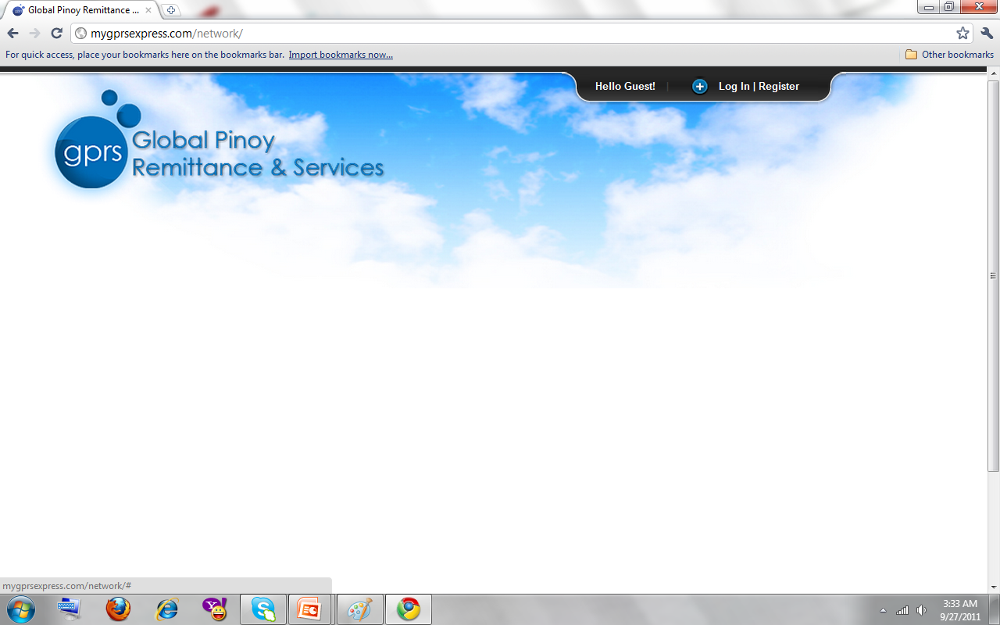 Global Pinoy Remittance ...
mygprsexpress.com/network/
For quick access, place your bookmarks here on the bookmarks bar. Import bookmarks now...
Other bookmarks
Hello Guest!
Log In | Register
gprs
Global Pinoy
Remittance & Services
mygprsexpress.com/network/#
3:33 AM
9/27/2011